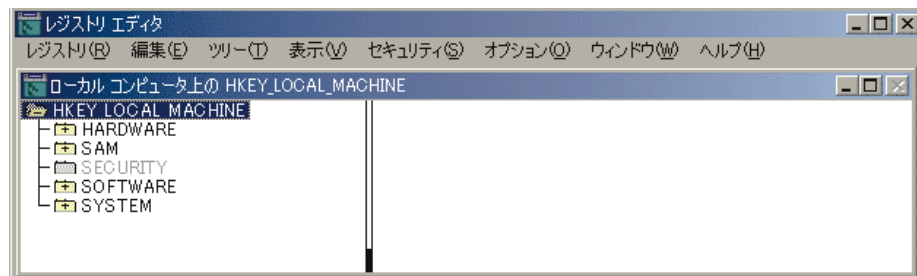 レジストリ エディタ
レジストリ(R) 編集(E) ツリー(T) 表示(V) セキュリティ(S) オプション(O) ウィンドウ(W) ヘルプ(H)
ローカル コンピュータ上の HKEY_LOCAL_MACHINE
HKEY_LOCAL_MACHINE
HARDWARE
SAM
SECURITY
SOFTWARE
SYSTEM